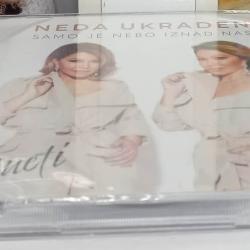 NEDA UKRADEN
SAMO JE NEBO IZNAD NAS